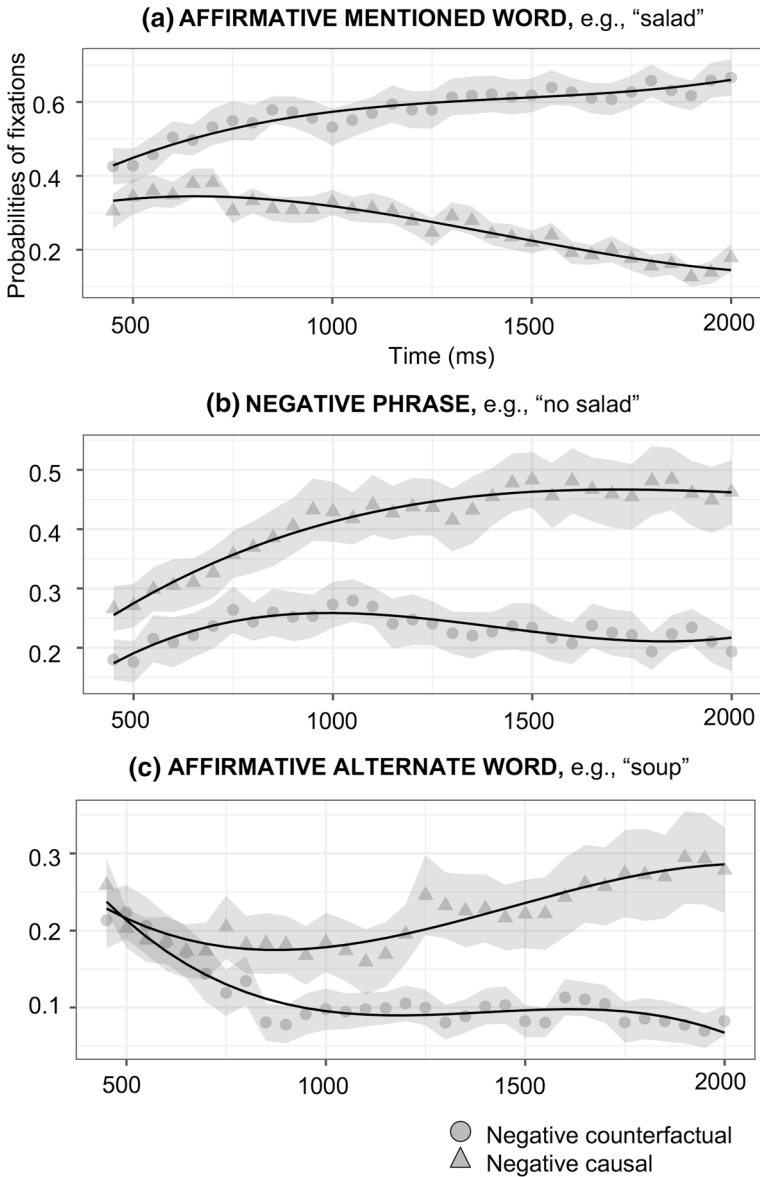 (a) AFFIRMATIVE MENTIONED WORD, e.g., “salad”
Probabilities of fixations
0.6
0.4
0.2
500 1000 1500 2000
Time (ms)
(b) NEGATIVE PHRASE, e.g., “no salad”
0.5
0.4
0.3
0.2
500 1000 1500 2000
(c) AFFIRMATIVE ALTERNATE WORD, e.g., “soup”
0.3
0.2
0.1
500 1000 1500 2000
Negative counterfactual
Negative causal